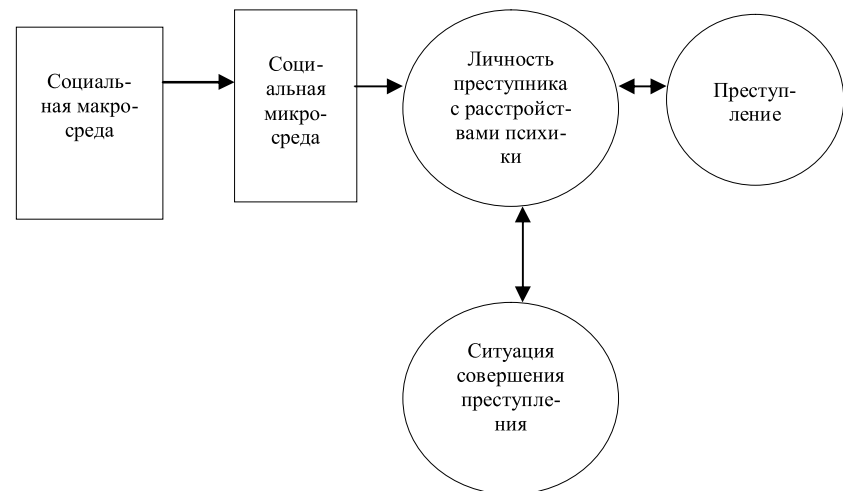 Социаль-
ная макро-
среда
Соци-
альная
микро-
среда
Личность
преступника
с расстройст-
вами психи-
ки
Преступ-
ление
Ситуация
совершения
преступле-
ния